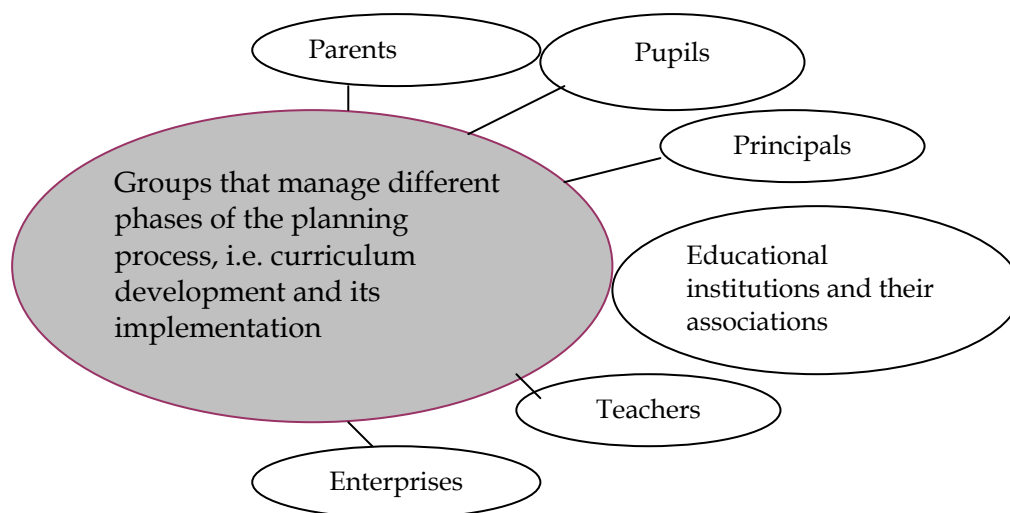 Parents
Pupils
Principals
Groups that manage different
phases of the planning
process, i.e. curriculum
development and its
implementation
Educational
institutions and their
associations
Teachers
Enterprises